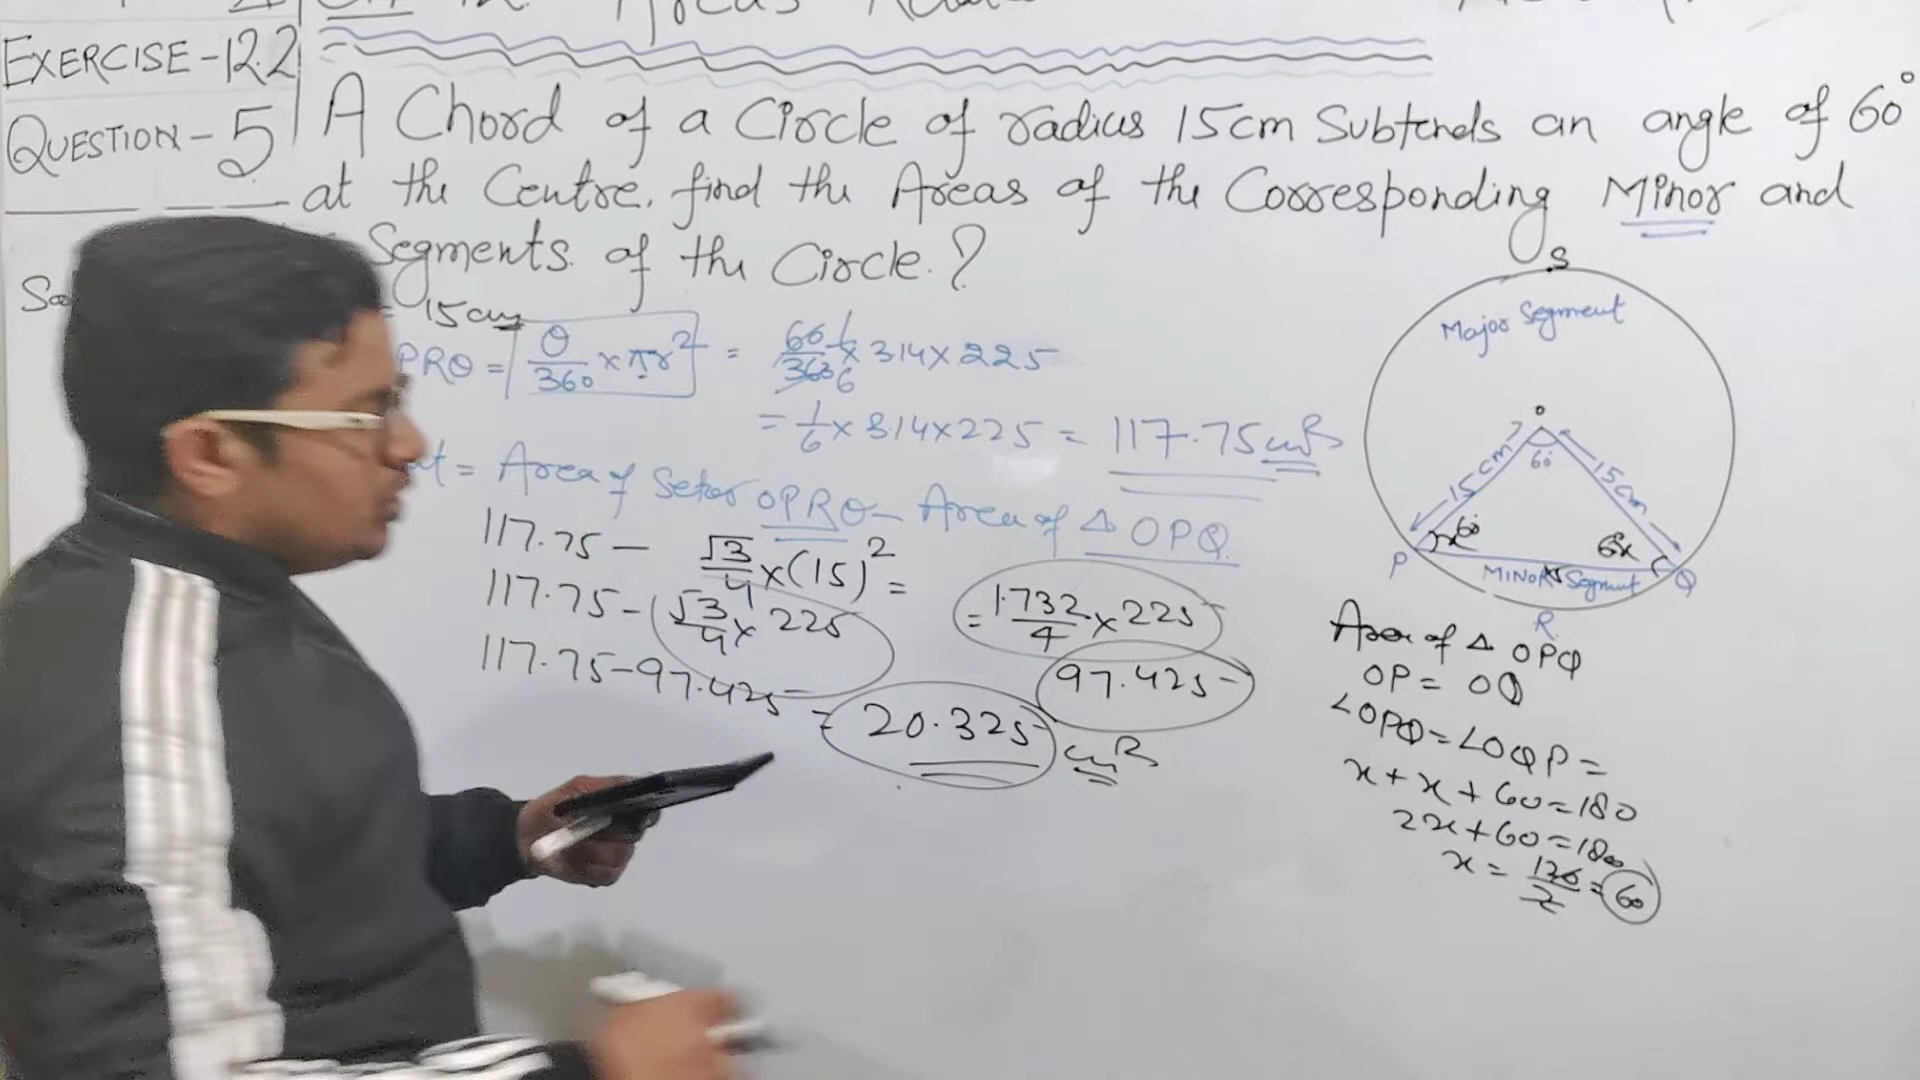 EXERCISE-12.2
QUESTION-5
A Chord of a Circle of radius 15cm Subtends an angle of 60°
at the Centre. find the Areas of the Corresponding Minor and
Segments of the Circle.?
= 15cm
PRQ = θ/360 × πr² = 60/360 1/6 × 3.14 × 225
= 1/6 × 3.14 × 225 = 117.75 cm²
= Area of Sector OPRQ - Area of △ OPQ
117.75 - √3/4 × (15)² =
117.75 - √3/4 × 225 = 1.732/4 × 225
117.75 - 97.425 = 20.325 cm²
97.425
S
Major Segment
O
60°
15cm
15cm
60°
60°
P
MINOR Segment
Q
R
Area of △ OPQ
OP = OQ
∠OPQ = ∠OQP =
x + x + 60 = 180
2x + 60 = 180
x = 120/2 = 60